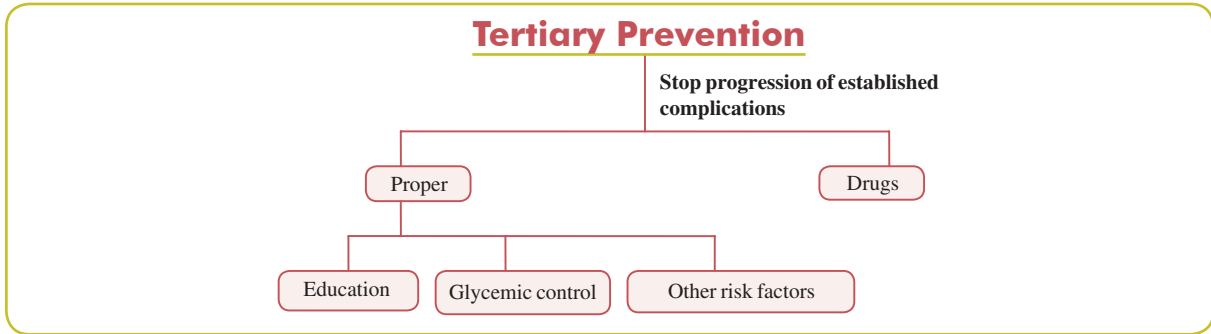 Tertiary Prevention
Stop progression of established
complications
Proper
Drugs
Education
Glycemic control
Other risk factors